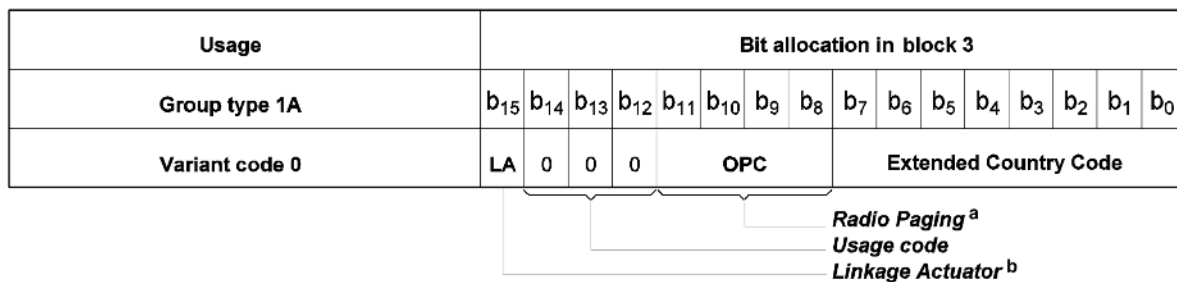 Usage Bit allocation in block 3
Group type 1A b15 b14 b13 b12 b11 b10 b9 b8 b7 b6 b5 b4 b3 b2 b1 b0
Variant code 0 LA 0 0 0 OPC Extended Country Code
Radio Paging a
Usage code
Linkage Actuator b